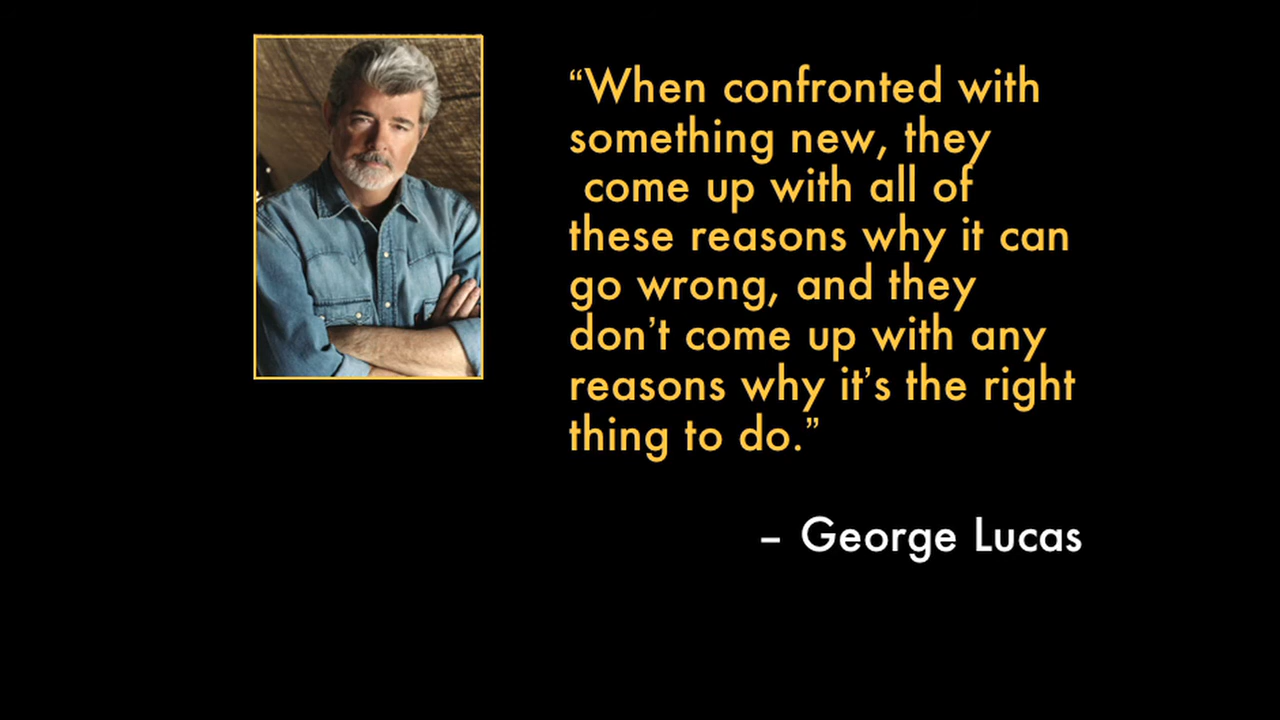 “When confronted with
something new, they
come up with all of
these reasons why it can
go wrong, and they
don’t come up with any
reasons why it’s the right
thing to do.”
– George Lucas